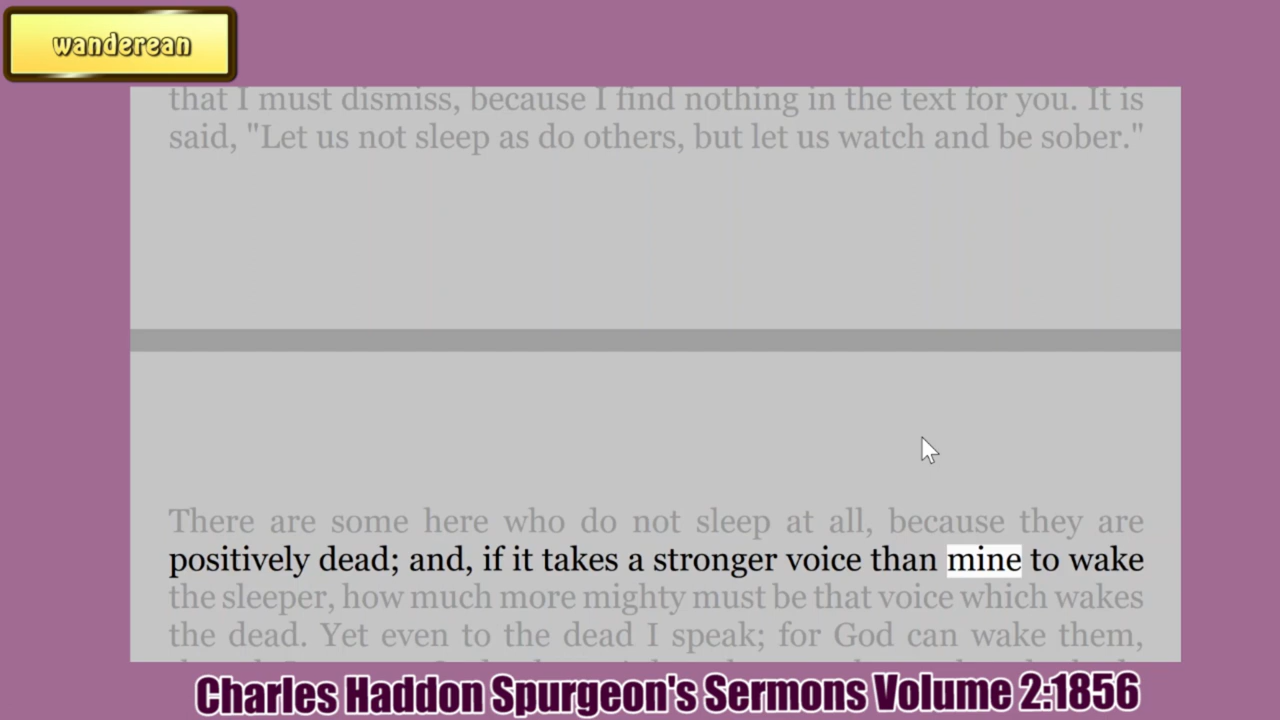 wanderean
that I must dismiss, because I find nothing in the text for you. It is
said, "Let us not sleep as do others, but let us watch and be sober."
There are some here who do not sleep at all, because they are
positively dead; and, if it takes a stronger voice than mine to wake
the sleeper, how much more mighty must be that voice which wakes
the dead. Yet even to the dead I speak; for God can wake them,
Charles Haddon Spurgeon's Sermons Volume 2:1856